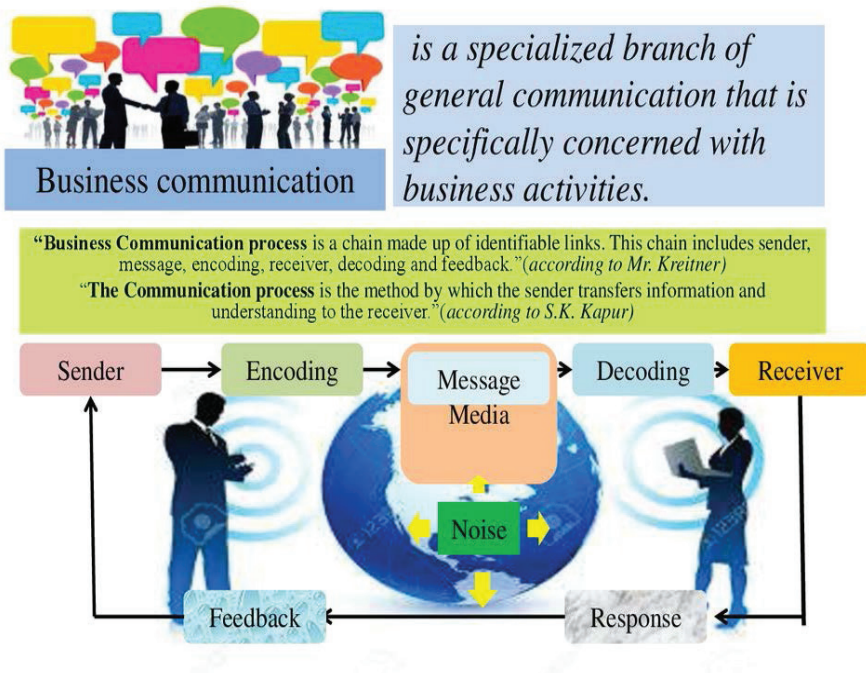 Business communication
is a specialized branch of
general communication that is
specifically concerned with
business activities.
“Business Communication process is a chain made up of identifiable links. This chain includes sender,
message, encoding, receiver, decoding and feedback.”(according to Mr. Kreitner)
“The Communication process is the method by which the sender transfers information and
understanding to the receiver.”(according to S.K. Kapur)
Sender
Encoding
Message
Media
Decoding
Receiver
Noise
Feedback
Response